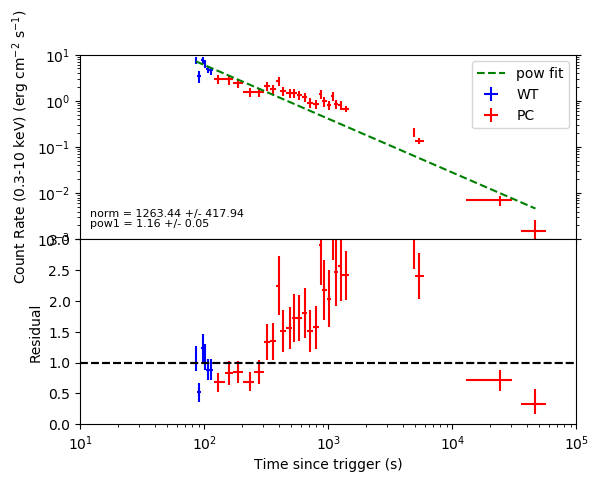 Count Rate (0.3-10 keV) (erg cm⁻² s⁻¹)
10¹
10⁰
10⁻¹
10⁻²
10⁻³
pow fit
WT
PC
norm = 1263.44 +/- 417.94
pow1 = 1.16 +/- 0.05
Residual
3.0
2.5
2.0
1.5
1.0
0.5
0.0
10¹ 10² 10³ 10⁴ 10⁵
Time since trigger (s)